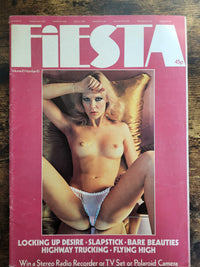 FiESTA
45p
LOCKING UP DESIRE · SLAPSTICK · BARE BEAUTIES
HIGHWAY TRUCKING · FLYING HIGH
Win a Stereo Radio Recorder or TV Set or Polaroid Camera